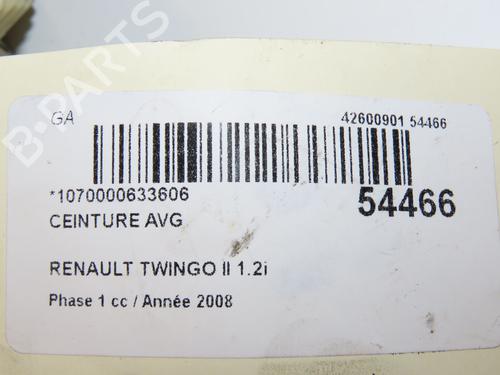 GA 42600901 54466
*1070000633606 54466
CEINTURE AVG
RENAULT TWINGO II 1.2i
Phase 1 cc / Année 2008
B-PARTS